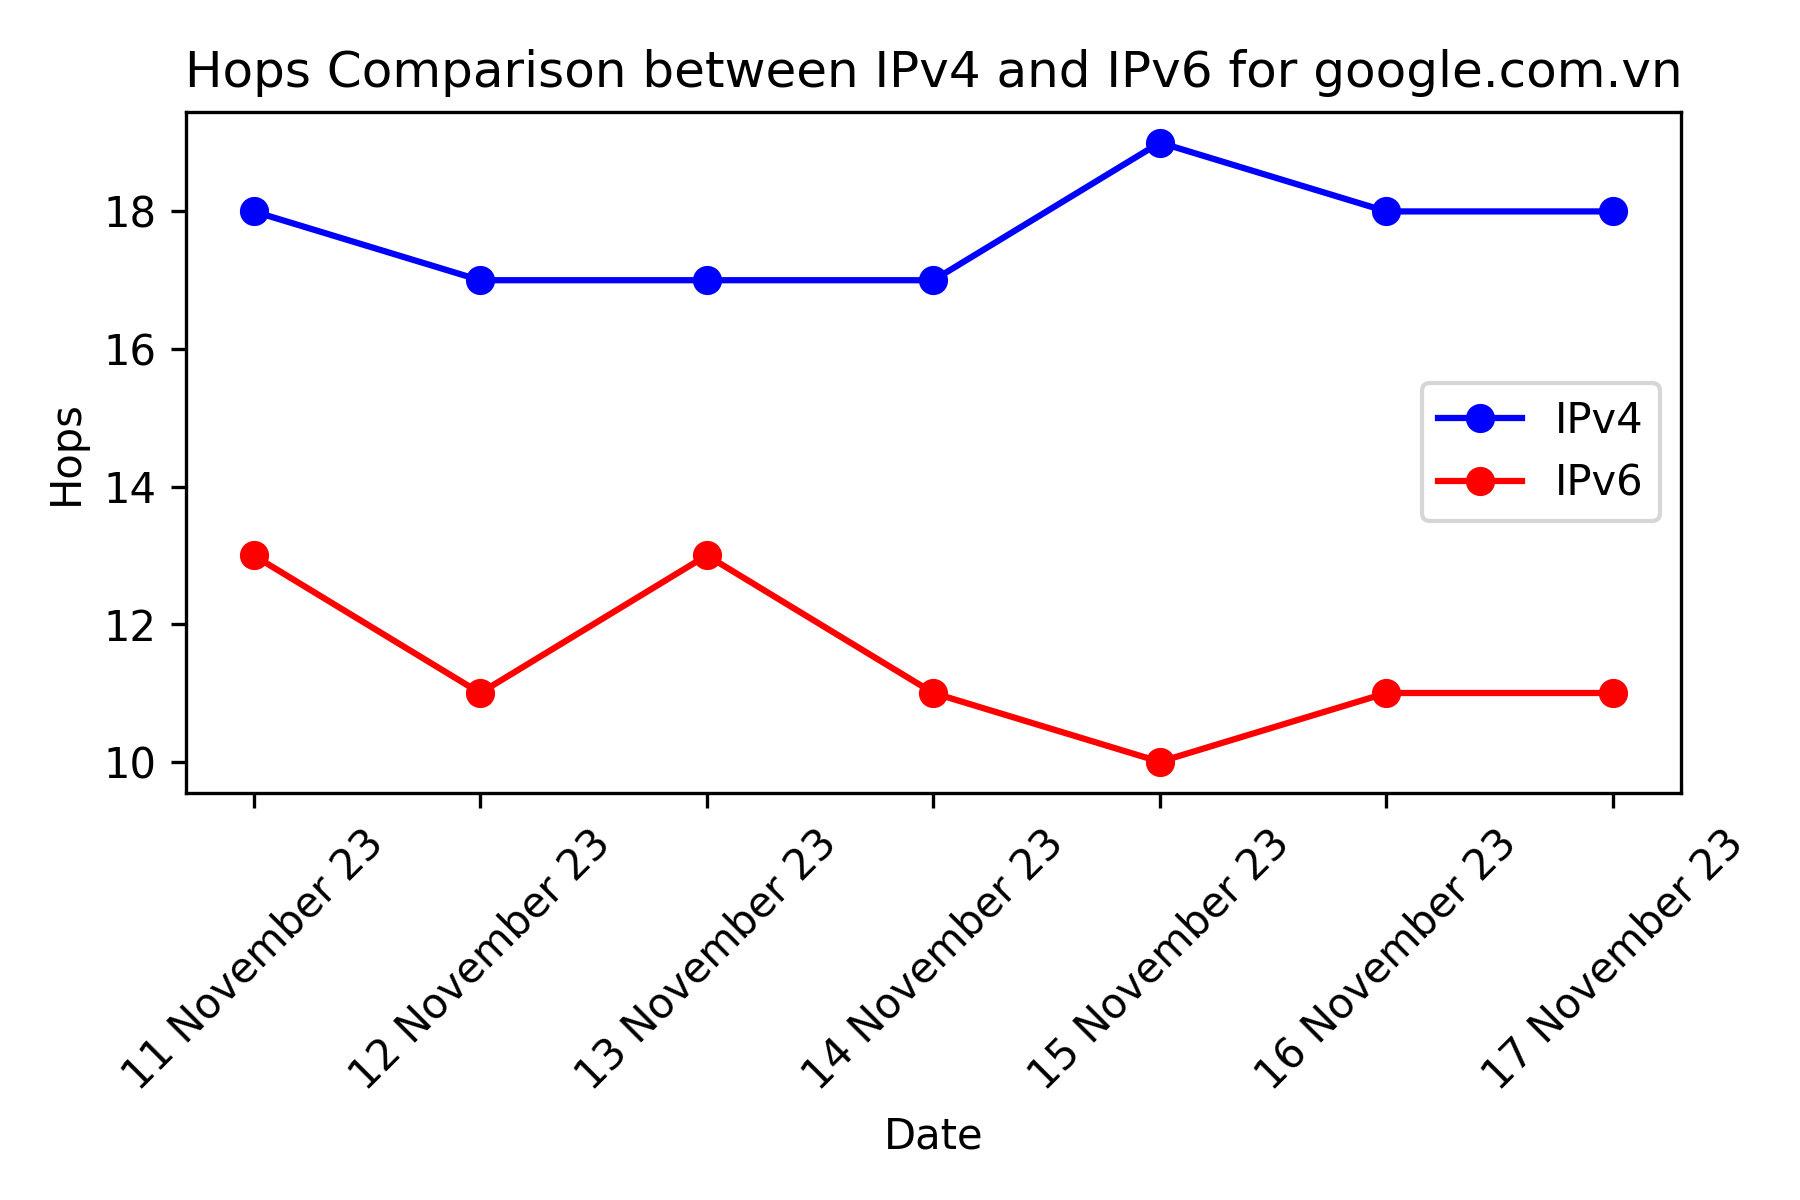 Hops Comparison between IPv4 and IPv6 for google.com.vn
18
16
14
12
10
Hops
IPv4
IPv6
11 November 23
12 November 23
13 November 23
14 November 23
15 November 23
16 November 23
17 November 23
Date